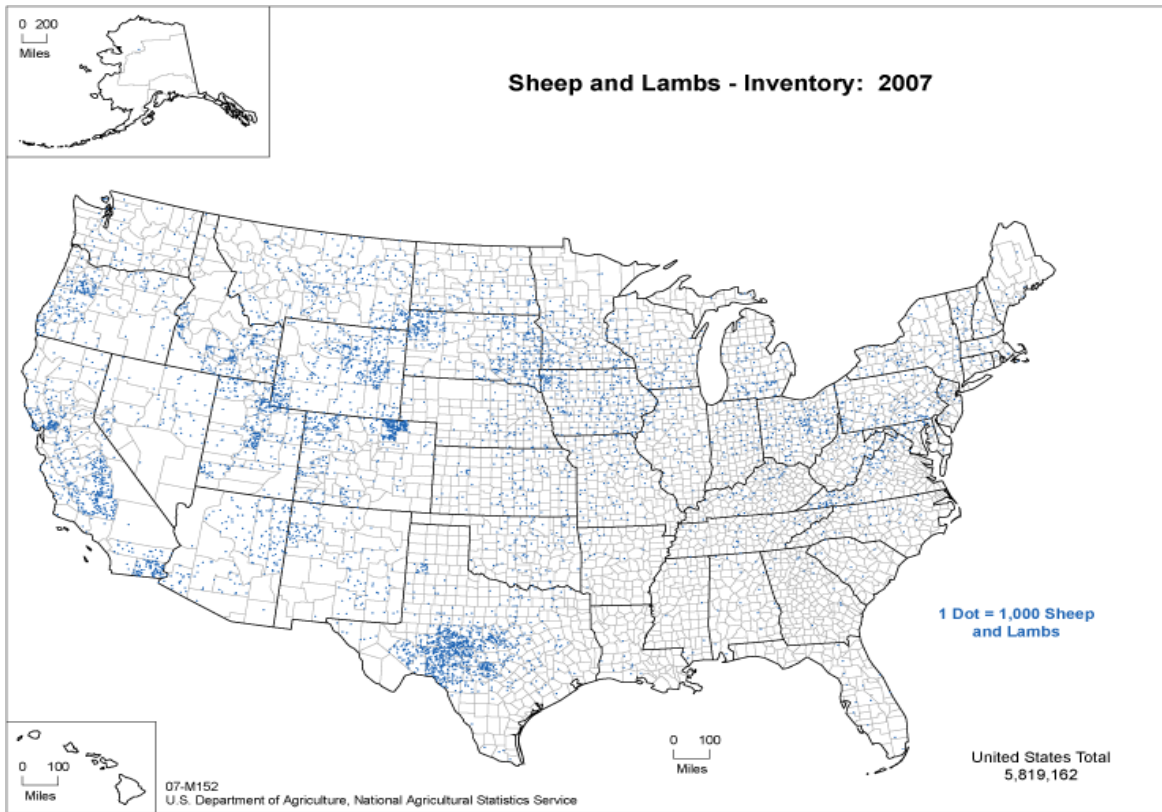 0 200
Miles
Sheep and Lambs - Inventory: 2007
1 Dot = 1,000 Sheep
and Lambs
0 100
Miles
0 100
Miles
United States Total
5,819,162
07-M152
U.S. Department of Agriculture, National Agricultural Statistics Service